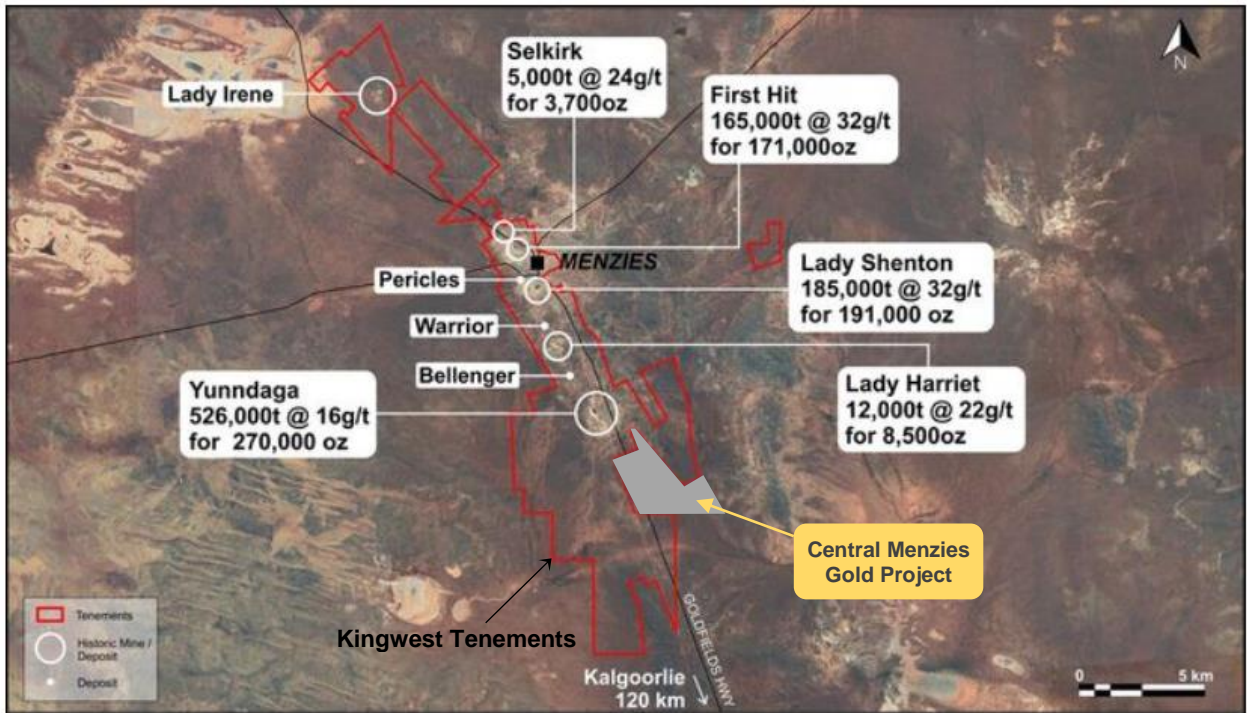 Selkirk
5,000t @ 24g/t
for 3,700oz
First Hit
165,000t @ 32g/t
for 171,000oz
N
Lady Irene
MENZIES
Pericles
Lady Shenton
185,000t @ 32g/t
for 191,000 oz
Warrior
Bellenger
Yunndaga
526,000t @ 16g/t
for 270,000 oz
Lady Harriet
12,000t @ 22g/t
for 8,500oz
Central Menzies
Gold Project
Kingwest Tenements
GOLDFIELDS HWY
Kalgoorlie
120 km
Tenements
Historic Mine /
Deposit
Deposit
0 5 km